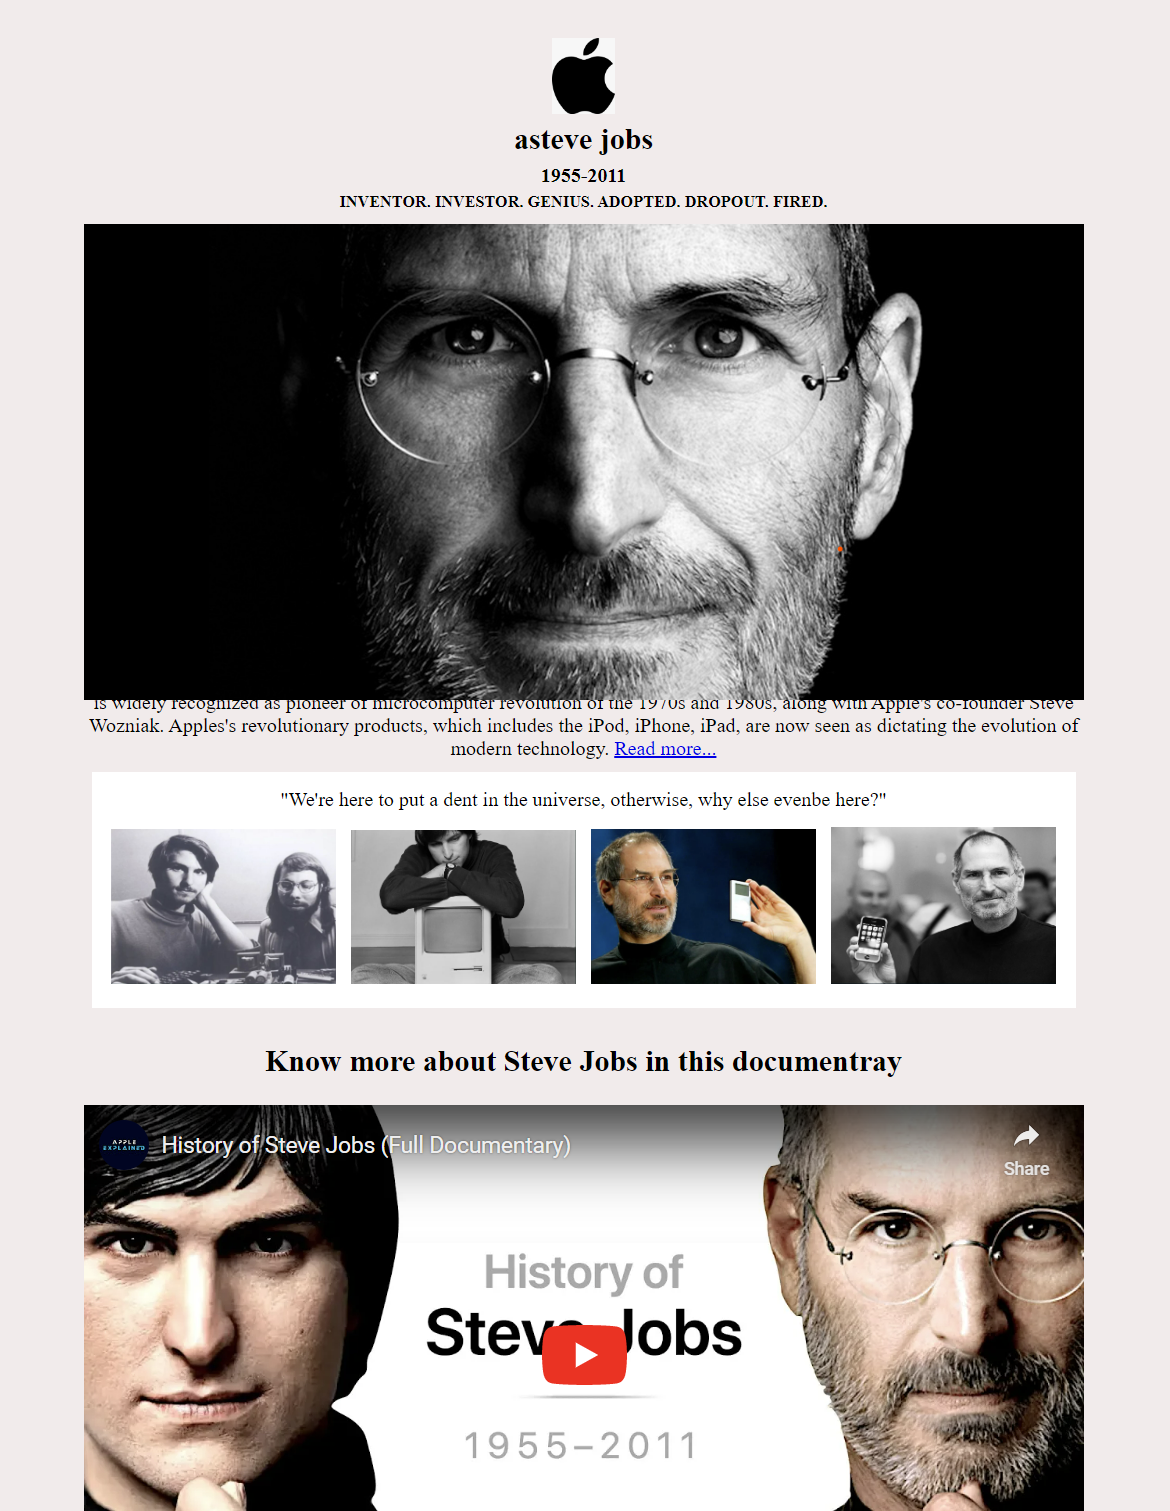 asteve jobs
1955-2011
INVENTOR. INVESTOR. GENIUS. ADOPTED. DROPOUT. FIRED.
is widely recognized as pioneer of microcomputer revolution of the 1970s and 1980s, along with Apple's co-founder Steve
Wozniak. Apples's revolutionary products, which includes the iPod, iPhone, iPad, are now seen as dictating the evolution of
modern technology. Read more...
"We're here to put a dent in the universe, otherwise, why else evenbe here?"
Know more about Steve Jobs in this documentray
APPLE
EXPLAINED
History of Steve Jobs (Full Documentary)
Share
History of
Steve Jobs
1955–2011